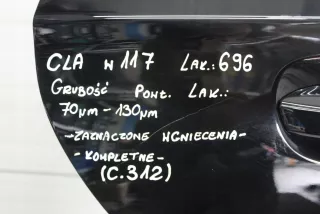 CLA W117 LAK.: 696
GRUBOŚĆ POWŁ. LAK.:
70µm - 130µm
- ZAZNACZONE WGNIECENIA -
- KOMPLETNE -
(C.312)